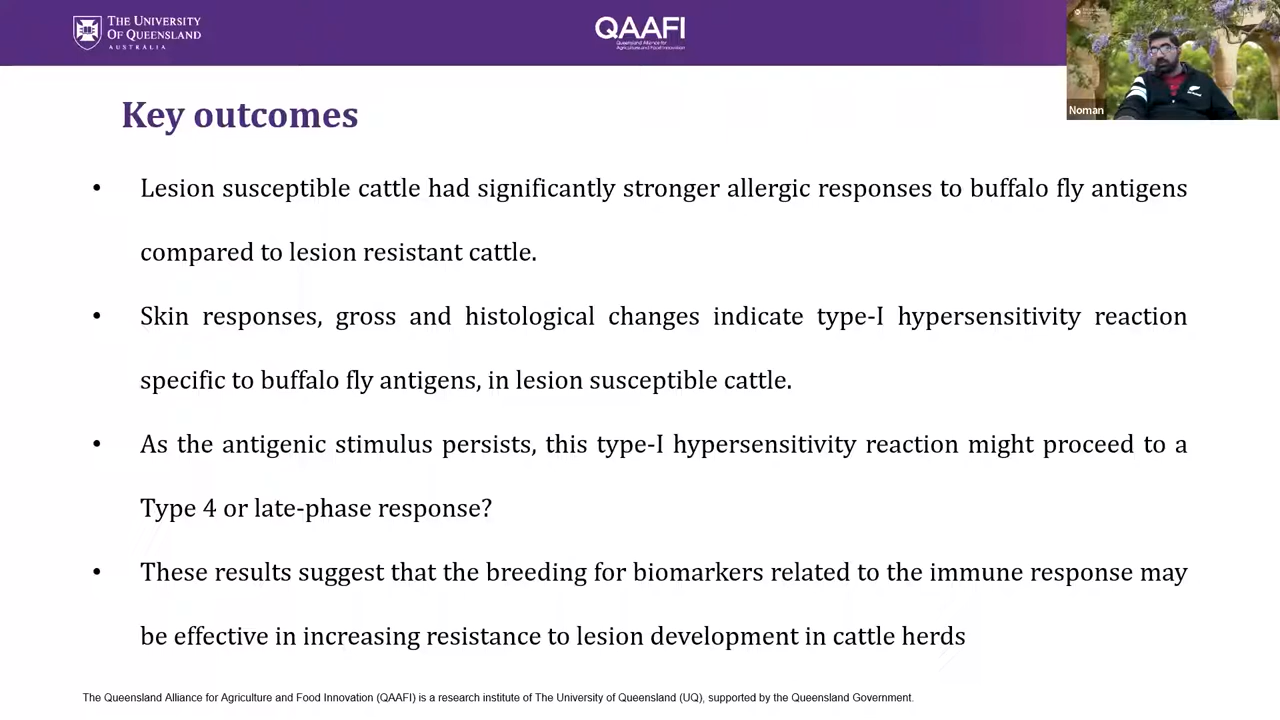 THE UNIVERSITY
OF QUEENSLAND
AUSTRALIA
QAAFI
Queensland Alliance for
Agriculture and Food Innovation
Noman
Key outcomes
• Lesion susceptible cattle had significantly stronger allergic responses to buffalo fly antigens
compared to lesion resistant cattle.
• Skin responses, gross and histological changes indicate type-I hypersensitivity reaction
specific to buffalo fly antigens, in lesion susceptible cattle.
• As the antigenic stimulus persists, this type-I hypersensitivity reaction might proceed to a
Type 4 or late-phase response?
• These results suggest that the breeding for biomarkers related to the immune response may
be effective in increasing resistance to lesion development in cattle herds
The Queensland Alliance for Agriculture and Food Innovation (QAAFI) is a research institute of The University of Queensland (UQ), supported by the Queensland Government.